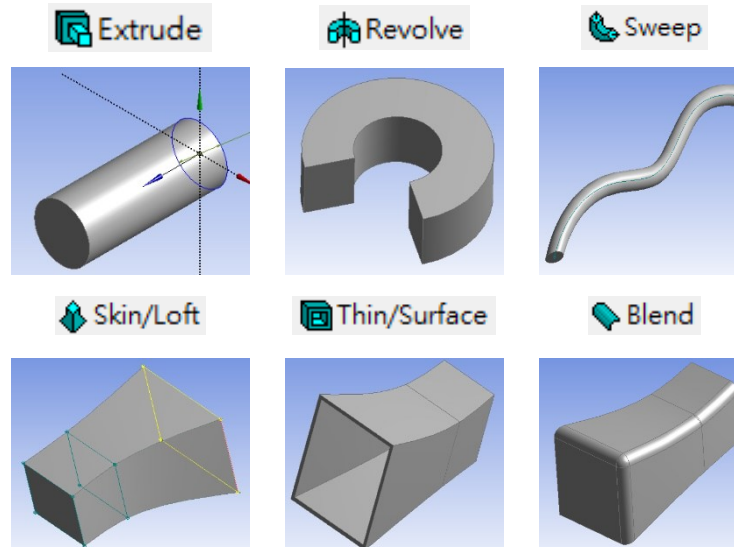 Extrude
Revolve
Sweep
Skin/Loft
Thin/Surface
Blend